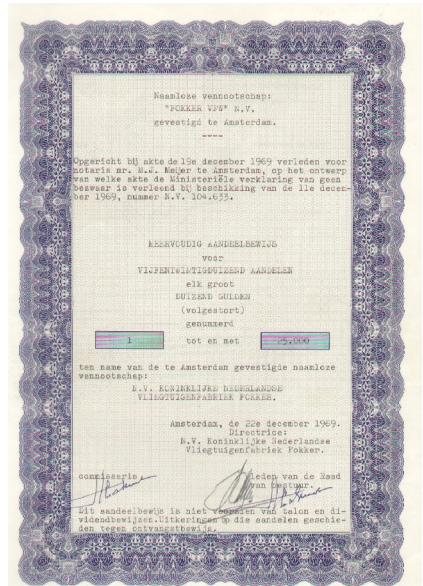 Naamloze vennootschap:
"FOKKER VFW" N.V.
gevestigd te Amsterdam.
----
Opgericht bij akte de 19e december 1969 verleden voor
notaris mr. M.J. Meijer te Amsterdam, op het ontwerp
van welke akte de Ministeriële verklaring van geen
bezwaar is verleend bij beschikking van de 11e decem-
ber 1969, nummer N.V. 104.633.
MEERVOUDIG AANDEELBEWIJS
voor
VIJFENTWINTIGDUIZEND AANDELEN
elk groot
DUIZEND GULDEN
(volgestort)
genummerd
1 tot en met 25.000
ten name van de te Amsterdam gevestigde naamloze
vennootschap:
N.V. KONINKLIJKE NEDERLANDSE
VLIEGTUIGENFABRIEK FOKKER.
Amsterdam, de 22e december 1969.
Directrice:
N.V. Koninklijke Nederlandse
Vliegtuigenfabriek Fokker.
commissaris leden van de Raad
van bestuur.
Dit aandeelbewijs is niet voorzien van talon en di-
videndbewijzen. Uitkeringen op die aandelen geschie-
den tegen ontvangstbewijs.